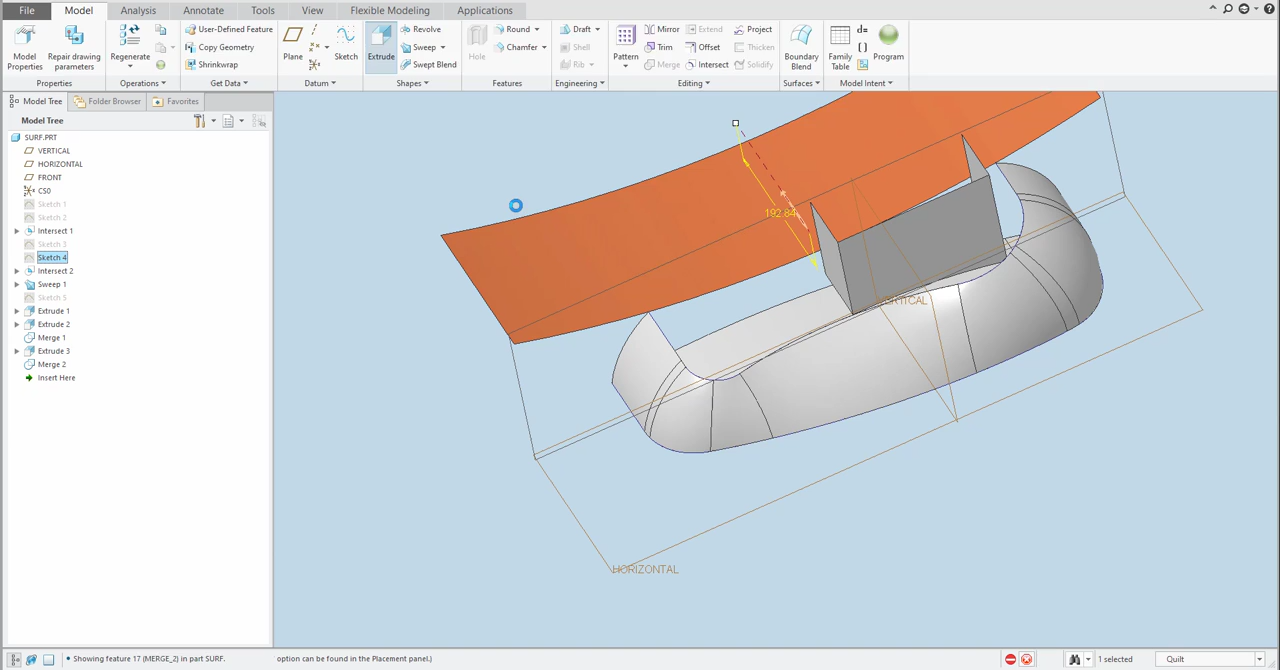 File Model Analysis Annotate Tools View Flexible Modeling Applications
Model Properties
Repair drawing parameters
Regenerate
User-Defined Feature
Copy Geometry
Shrinkwrap
Plane
Sketch
Extrude
Revolve
Sweep
Swept Blend
Hole
Round
Chamfer
Draft
Shell
Rib
Pattern
Mirror
Extend
Project
Trim
Offset
Thicken
Merge
Intersect
Solidify
Boundary Blend
Family Table
d=
[ ]
Program
Properties Operations Get Data Datum Shapes Features Engineering Editing Surfaces Model Intent
Model Tree Folder Browser Favorites
Model Tree
SURF.PRT
VERTICAL
HORIZONTAL
FRONT
CS0
Sketch 1
Sketch 2
Intersect 1
Sketch 3
Sketch 4
Intersect 2
Sweep 1
Sketch 5
Extrude 1
Extrude 2
Merge 1
Extrude 3
Merge 2
Insert Here
192.84
HORIZONTAL
Showing feature 17 (MERGE_2) in part SURF. option can be found in the Placement panel.)
1 selected
Quilt